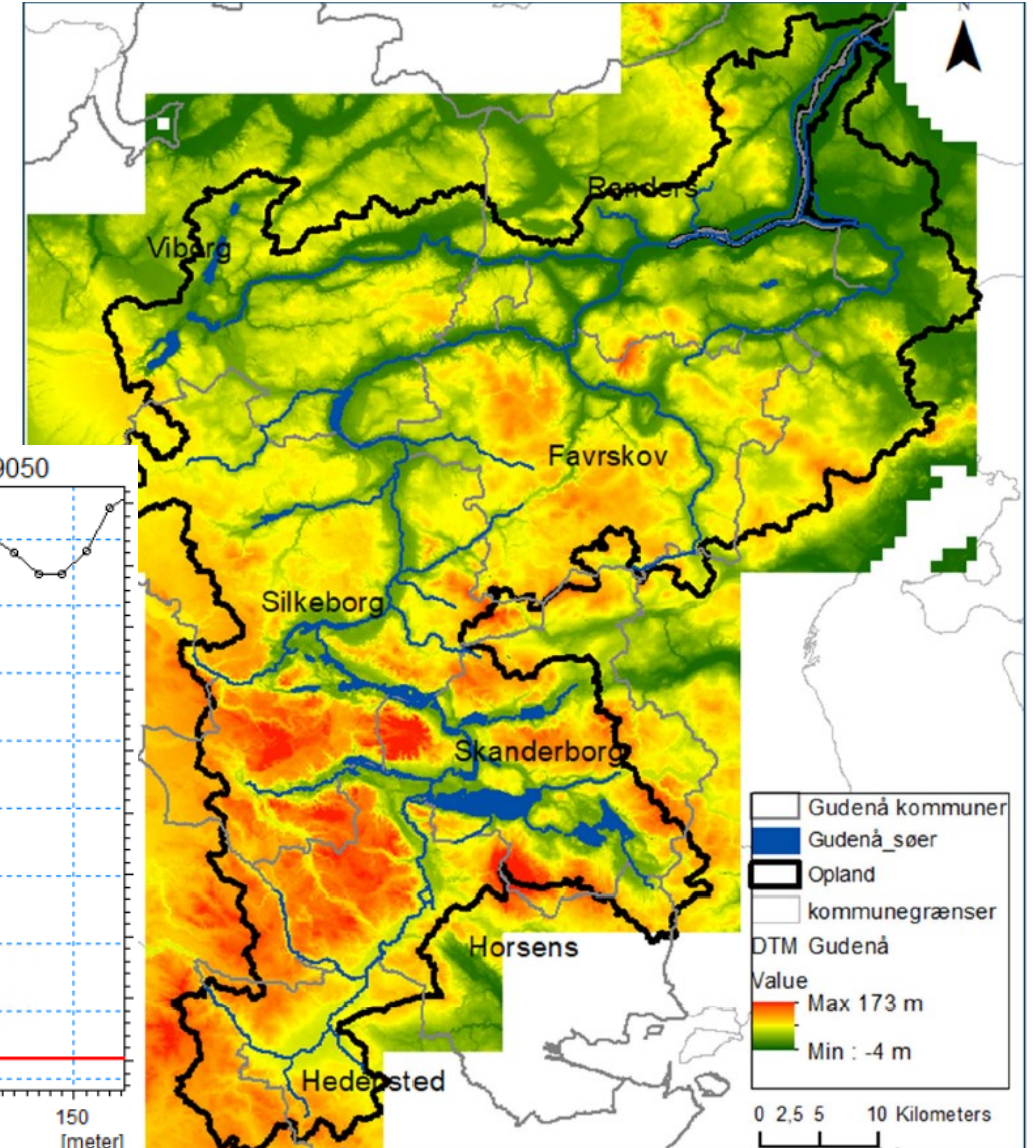 N
Randers
Viborg
9050
Favrskov
Silkeborg
Skanderborg
Horsens
Hedensted
150
[meter]
Gudenå kommuner
Gudenå_søer
Opland
kommunegrænser
DTM Gudenå
Value
Max 173 m
Min : -4 m
0 2,5 5 10 Kilometers